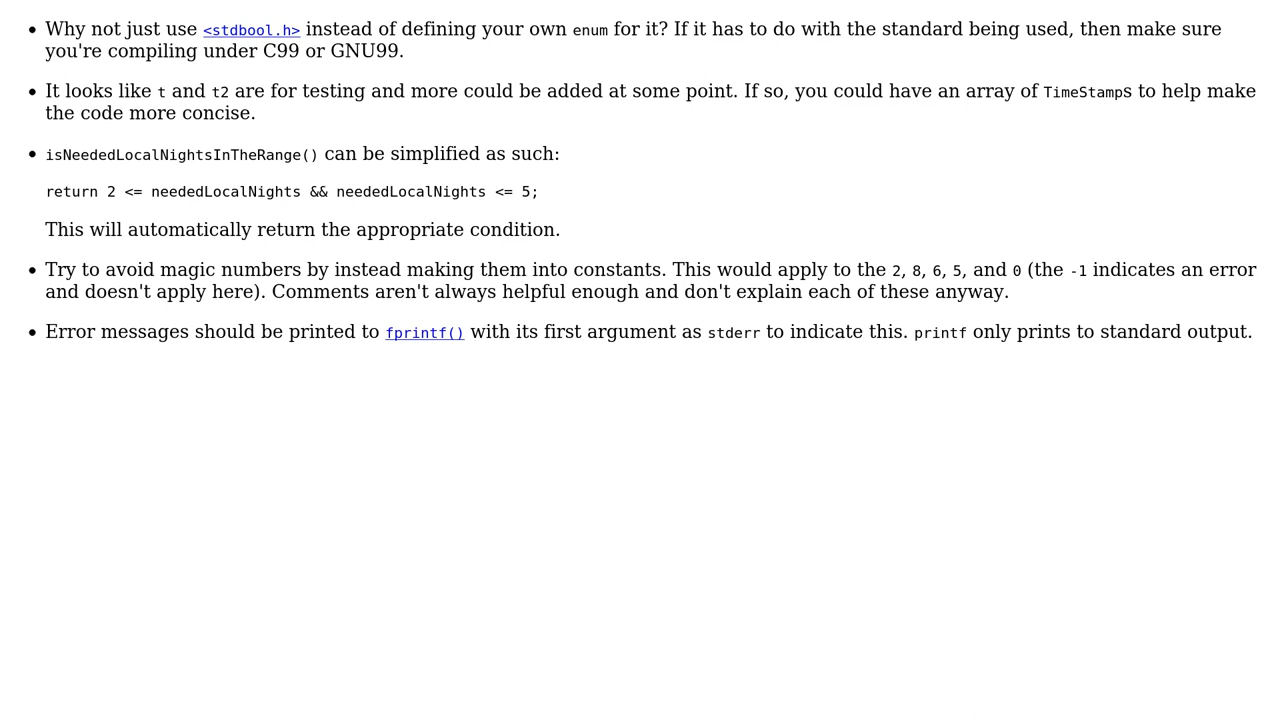 Why not just use <stdbool.h> instead of defining your own enum for it? If it has to do with the standard being used, then make sure
you're compiling under C99 or GNU99.
It looks like t and t2 are for testing and more could be added at some point. If so, you could have an array of TimeStamps to help make
the code more concise.
isNeededLocalNightsInTheRange() can be simplified as such:
return 2 <= neededLocalNights && neededLocalNights <= 5;
This will automatically return the appropriate condition.
Try to avoid magic numbers by instead making them into constants. This would apply to the 2, 8, 6, 5, and 0 (the -1 indicates an error
and doesn't apply here). Comments aren't always helpful enough and don't explain each of these anyway.
Error messages should be printed to fprintf() with its first argument as stderr to indicate this. printf only prints to standard output.